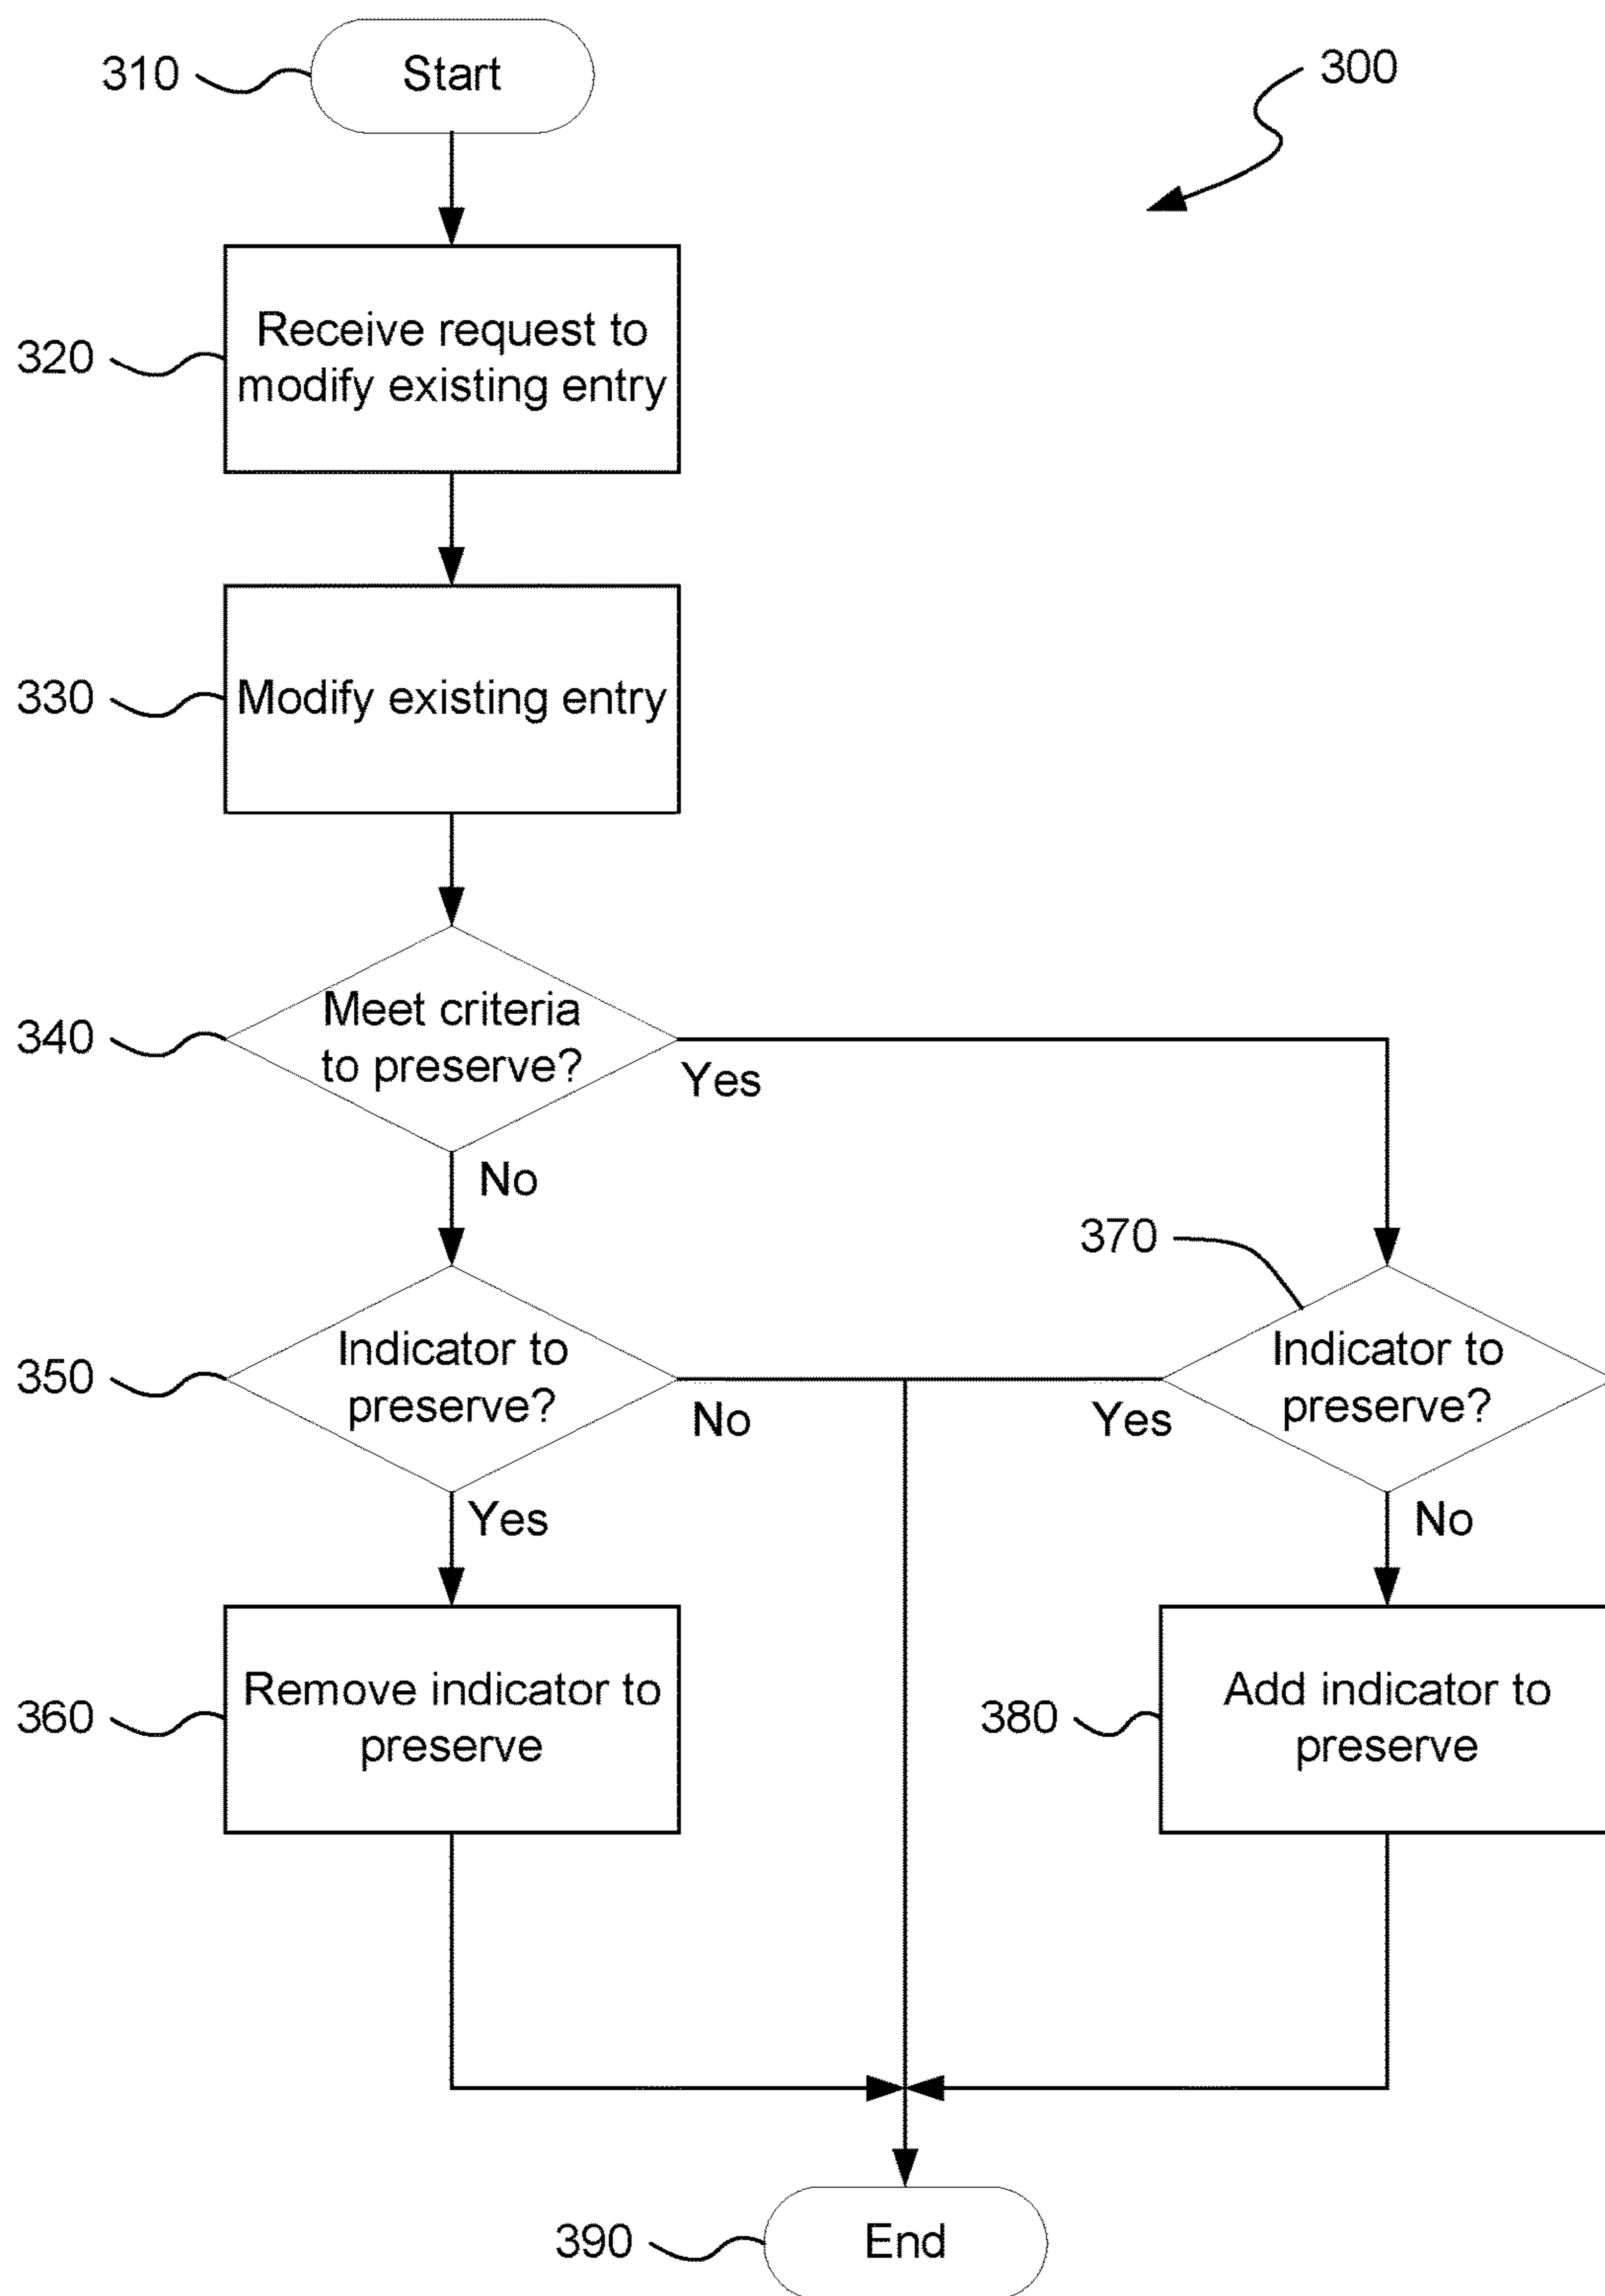 310
Start
300
320
Receive request to
modify existing entry
330
Modify existing entry
340
Meet criteria
to preserve?
Yes
No
370
350
Indicator to
preserve?
No
Yes
Indicator to
preserve?
Yes
No
360
Remove indicator to
preserve
380
Add indicator to
preserve
390
End